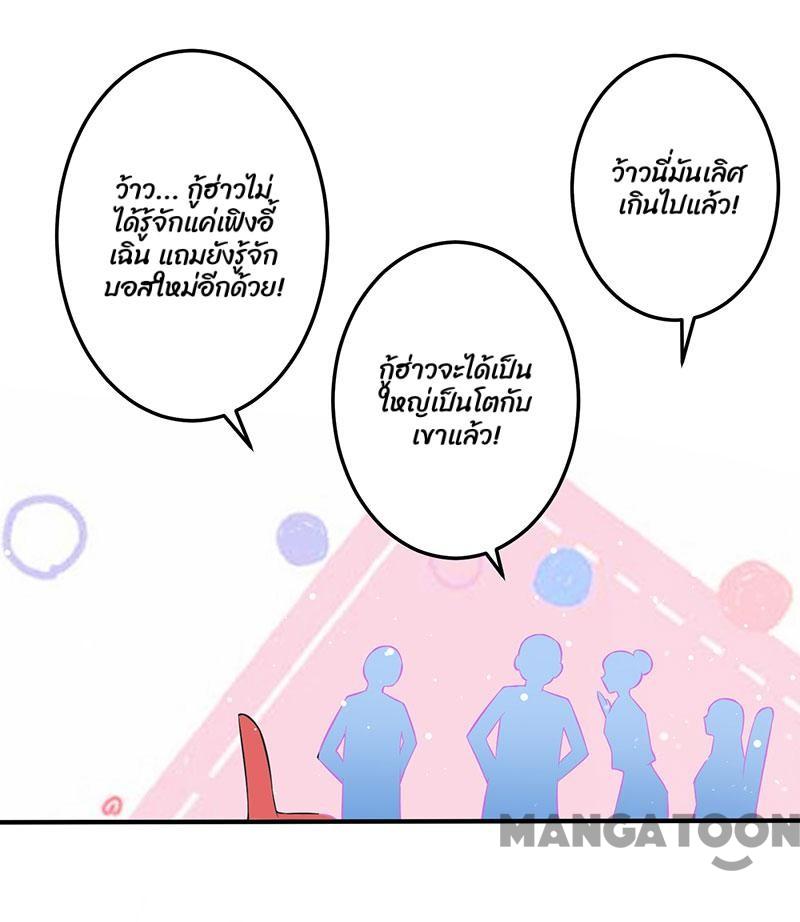 ว้าว... กู้ฮ่าวไม่
ได้รู้จักแค่เฟิงอี้
เฉิน แถมยังรู้จัก
บอสใหม่อีกด้วย!
ว้าวนี่มันเลิศ
เกินไปแล้ว!
กู้ฮ่าวจะได้เป็น
ใหญ่เป็นโตกับ
เขาแล้ว!
MANGATOON